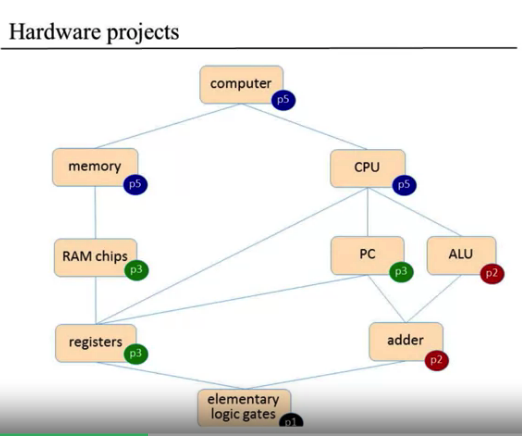 Hardware projects
computer
p5
memory
p5
CPU
p5
RAM chips
p3
PC
p3
ALU
p2
registers
p3
adder
p2
elementary
logic gates
p1